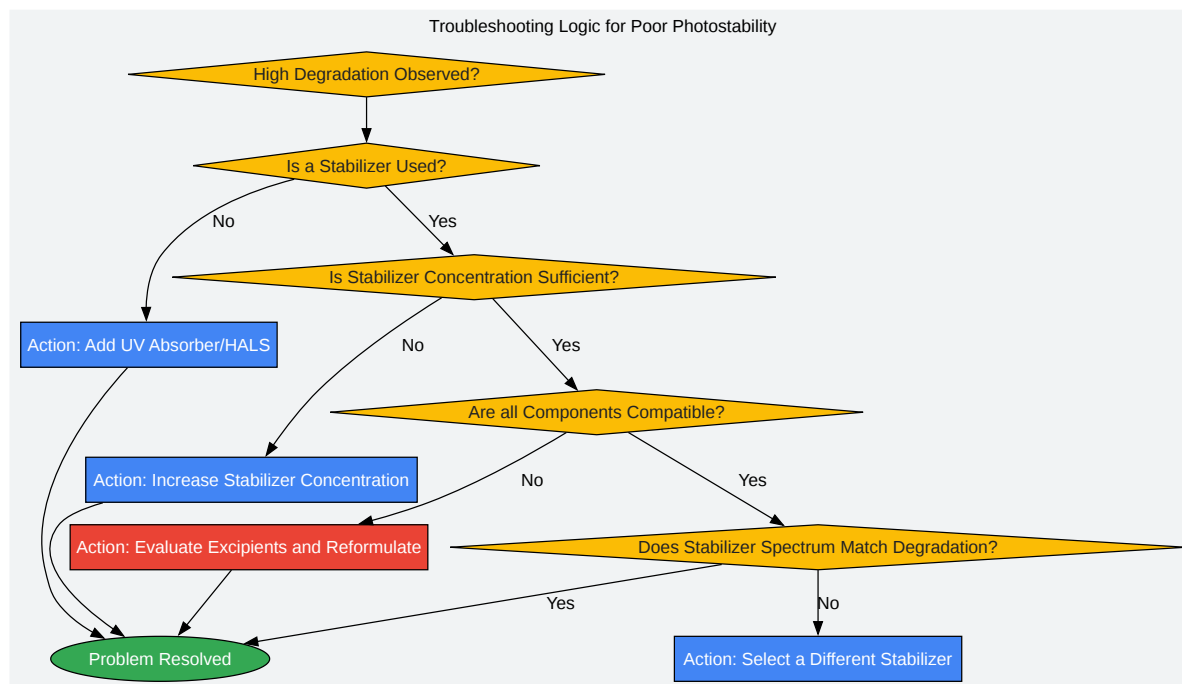 Troubleshooting Logic for Poor Photostability
High Degradation Observed?
Is a Stabilizer Used?
No
Yes
Is Stabilizer Concentration Sufficient?
Action: Add UV Absorber/HALS
No
Yes
Are all Components Compatible?
Action: Increase Stabilizer Concentration
No
Yes
Action: Evaluate Excipients and Reformulate
Does Stabilizer Spectrum Match Degradation?
Yes
No
Problem Resolved
Action: Select a Different Stabilizer